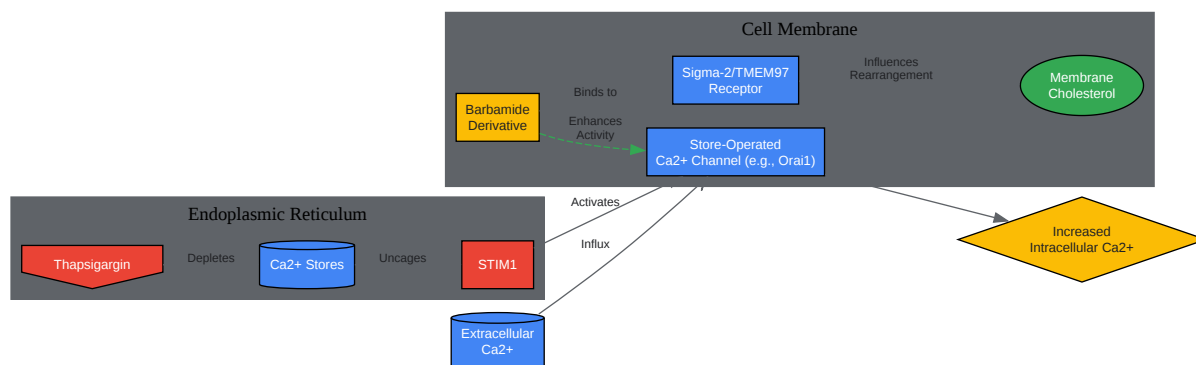 Cell Membrane
Sigma-2/TMEM97
Receptor
Influences
Rearrangement
Membrane
Cholesterol
Binds to
Barbamide
Derivative
Enhances
Activity
Store-Operated
Ca2+ Channel (e.g., Orai1)
Endoplasmic Reticulum
Activates
Thapsigargin
Depletes
Ca2+ Stores
Uncages
STIM1
Influx
Increased
Intracellular Ca2+
Extracellular
Ca2+